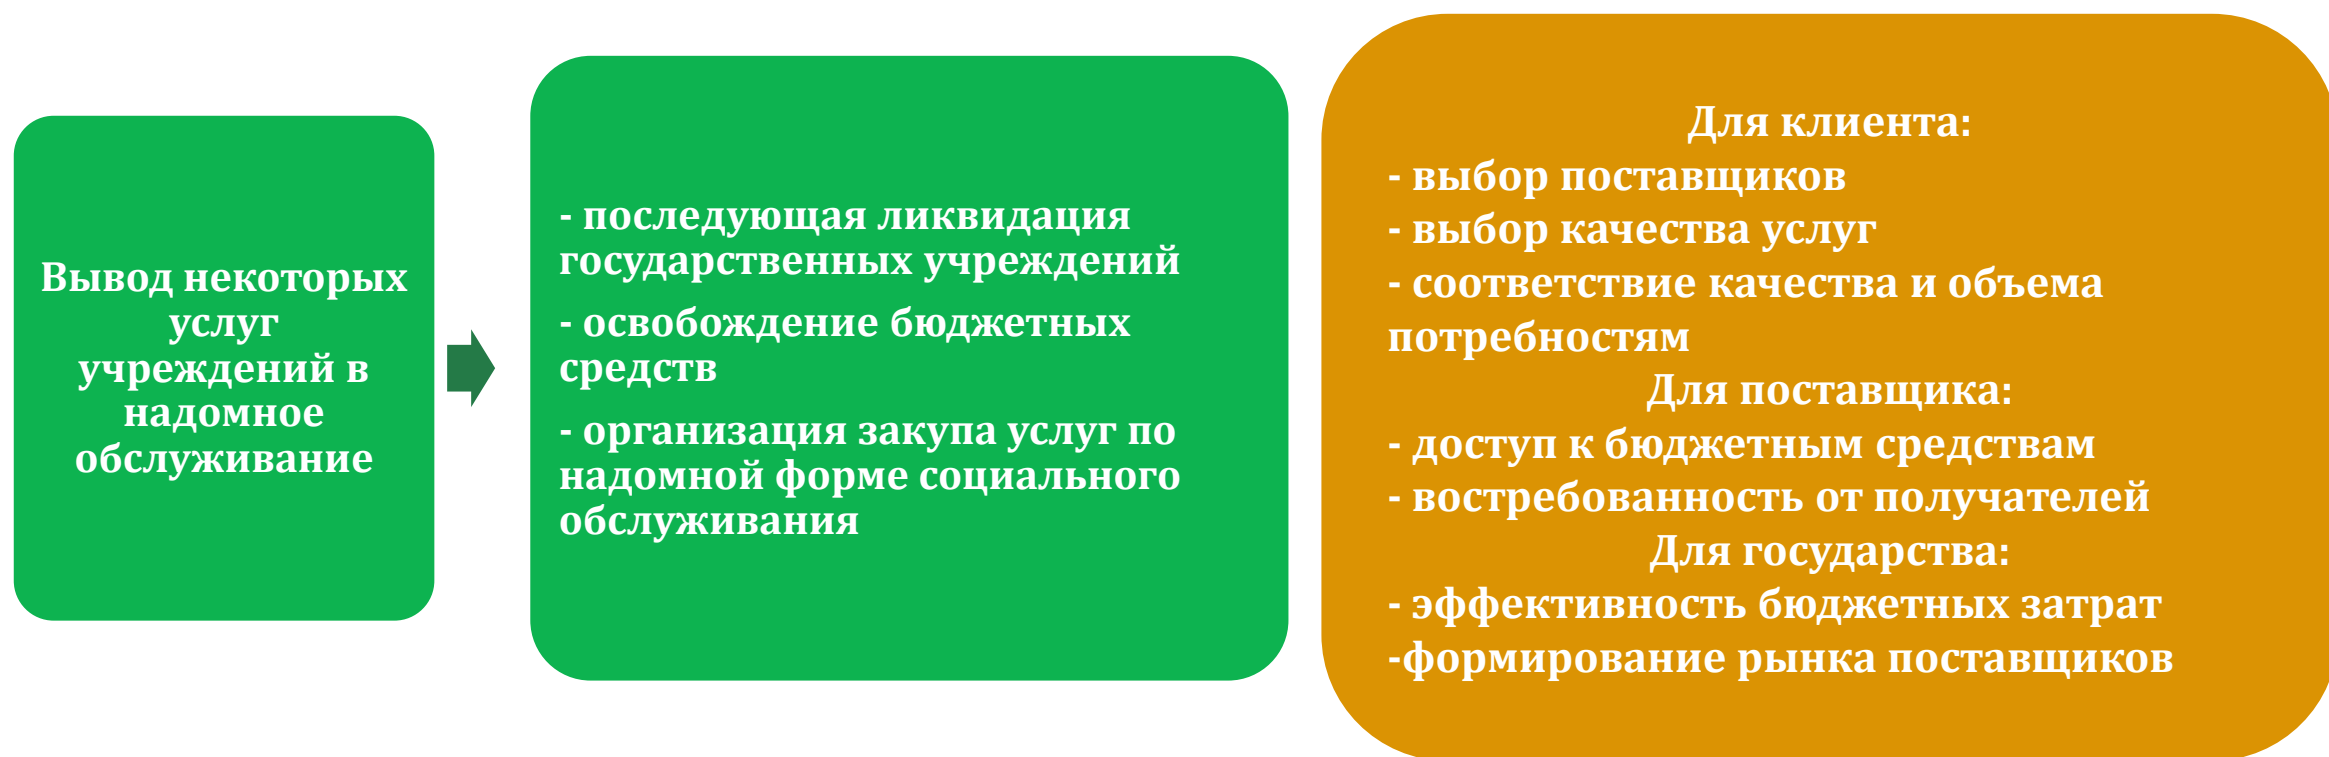 Вывод некоторых
услуг
учреждений в
надомное
обслуживание
- последующая ликвидация
государственных учреждений
- освобождение бюджетных
средств
- организация закупа услуг по
надомной форме социального
обслуживания
Для клиента:
- выбор поставщиков
- выбор качества услуг
- соответствие качества и объема
потребностям
Для поставщика:
- доступ к бюджетным средствам
- востребованность от получателей
Для государства:
- эффективность бюджетных затрат
-формирование рынка поставщиков